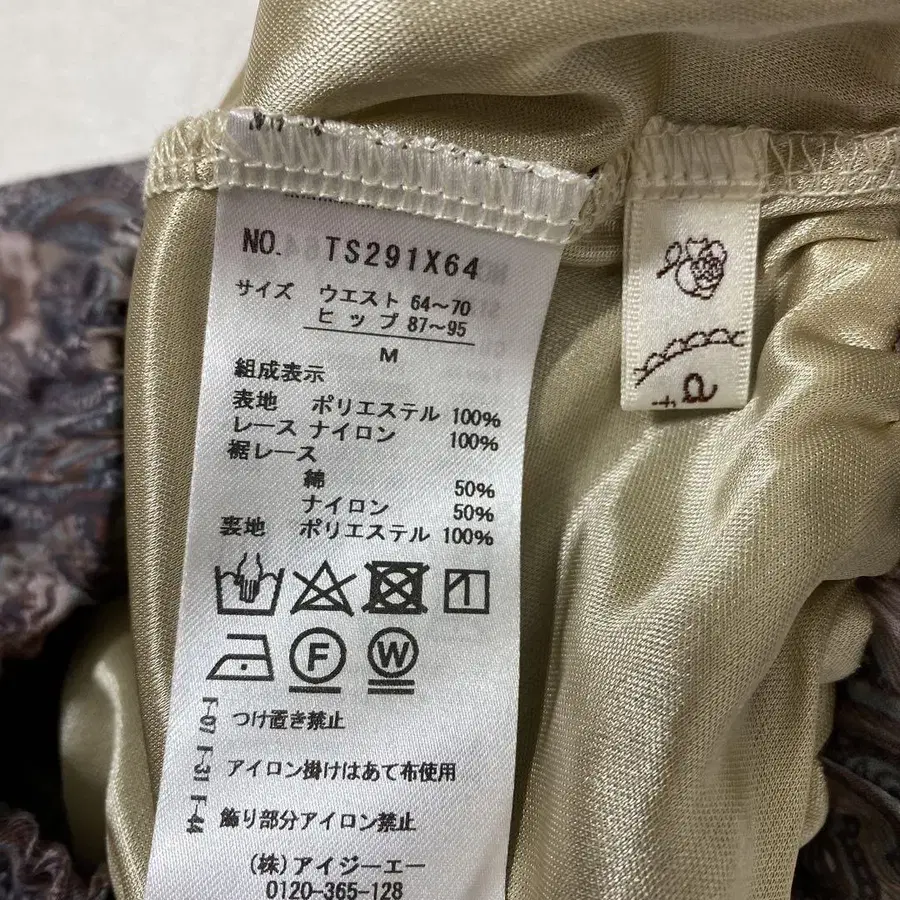 NO. TS291X64
サイズ ウエスト 64～70
ヒップ 87～95
M
組成表示
表地 ポリエステル 100%
レース ナイロン 100%
裾レース
綿 50%
ナイロン 50%
裏地 ポリエステル 100%
F
W
つけ置き禁止
アイロン掛けはあて布使用
飾り部分アイロン禁止
(株)アイジーエー
0120-365-128
a